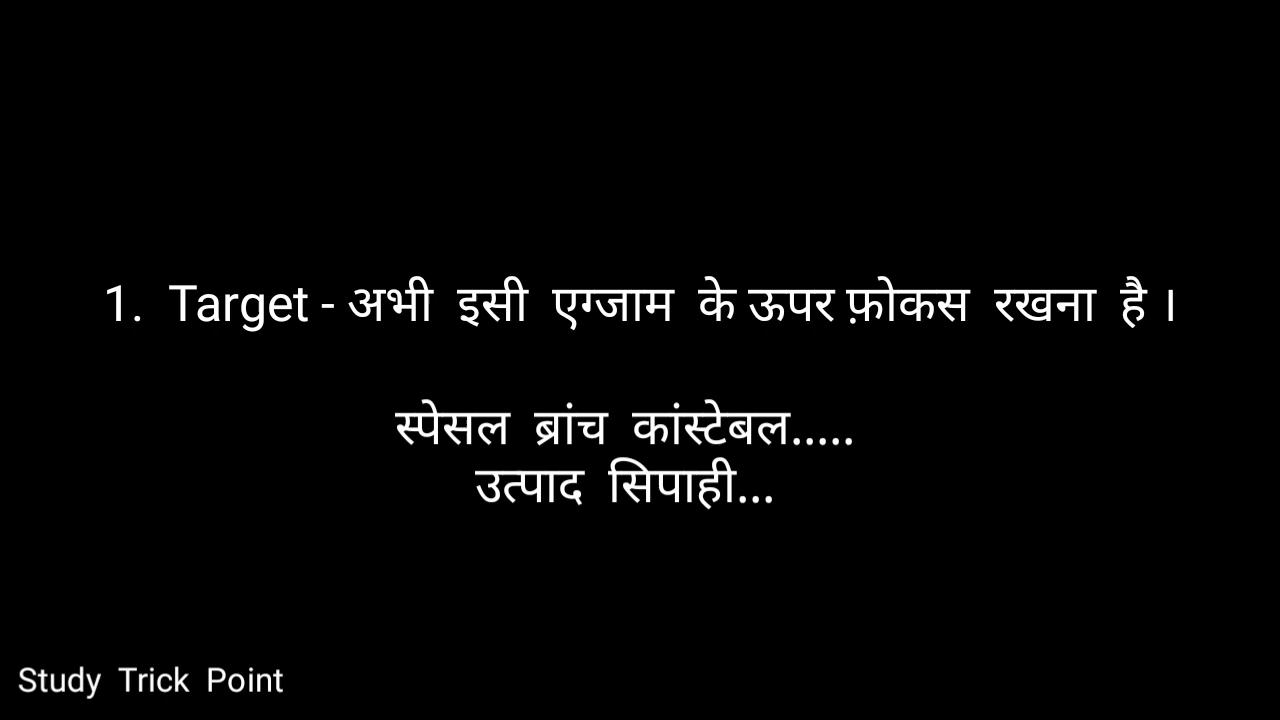 1. Target - अभी इसी एग्जाम के ऊपर फ़ोकस रखना है ।
स्पेसल ब्रांच कांस्टेबल.....
उत्पाद सिपाही...
Study Trick Point